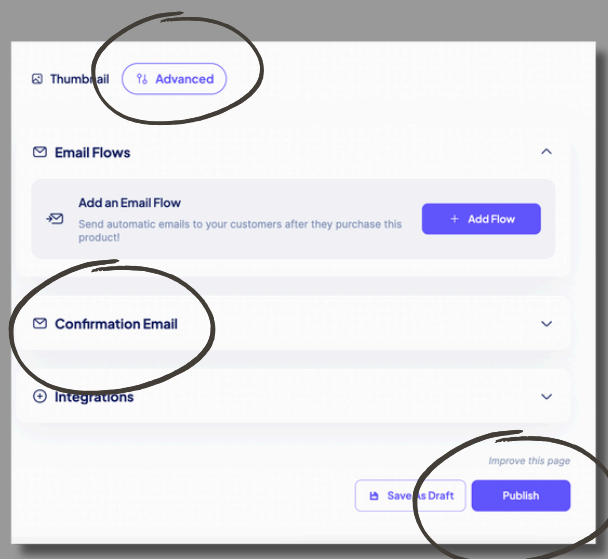 Thumbnail
Advanced
Email Flows
Add an Email Flow
Send automatic emails to your customers after they purchase this
product!
+ Add Flow
Confirmation Email
Integrations
Improve this page
Save As Draft
Publish